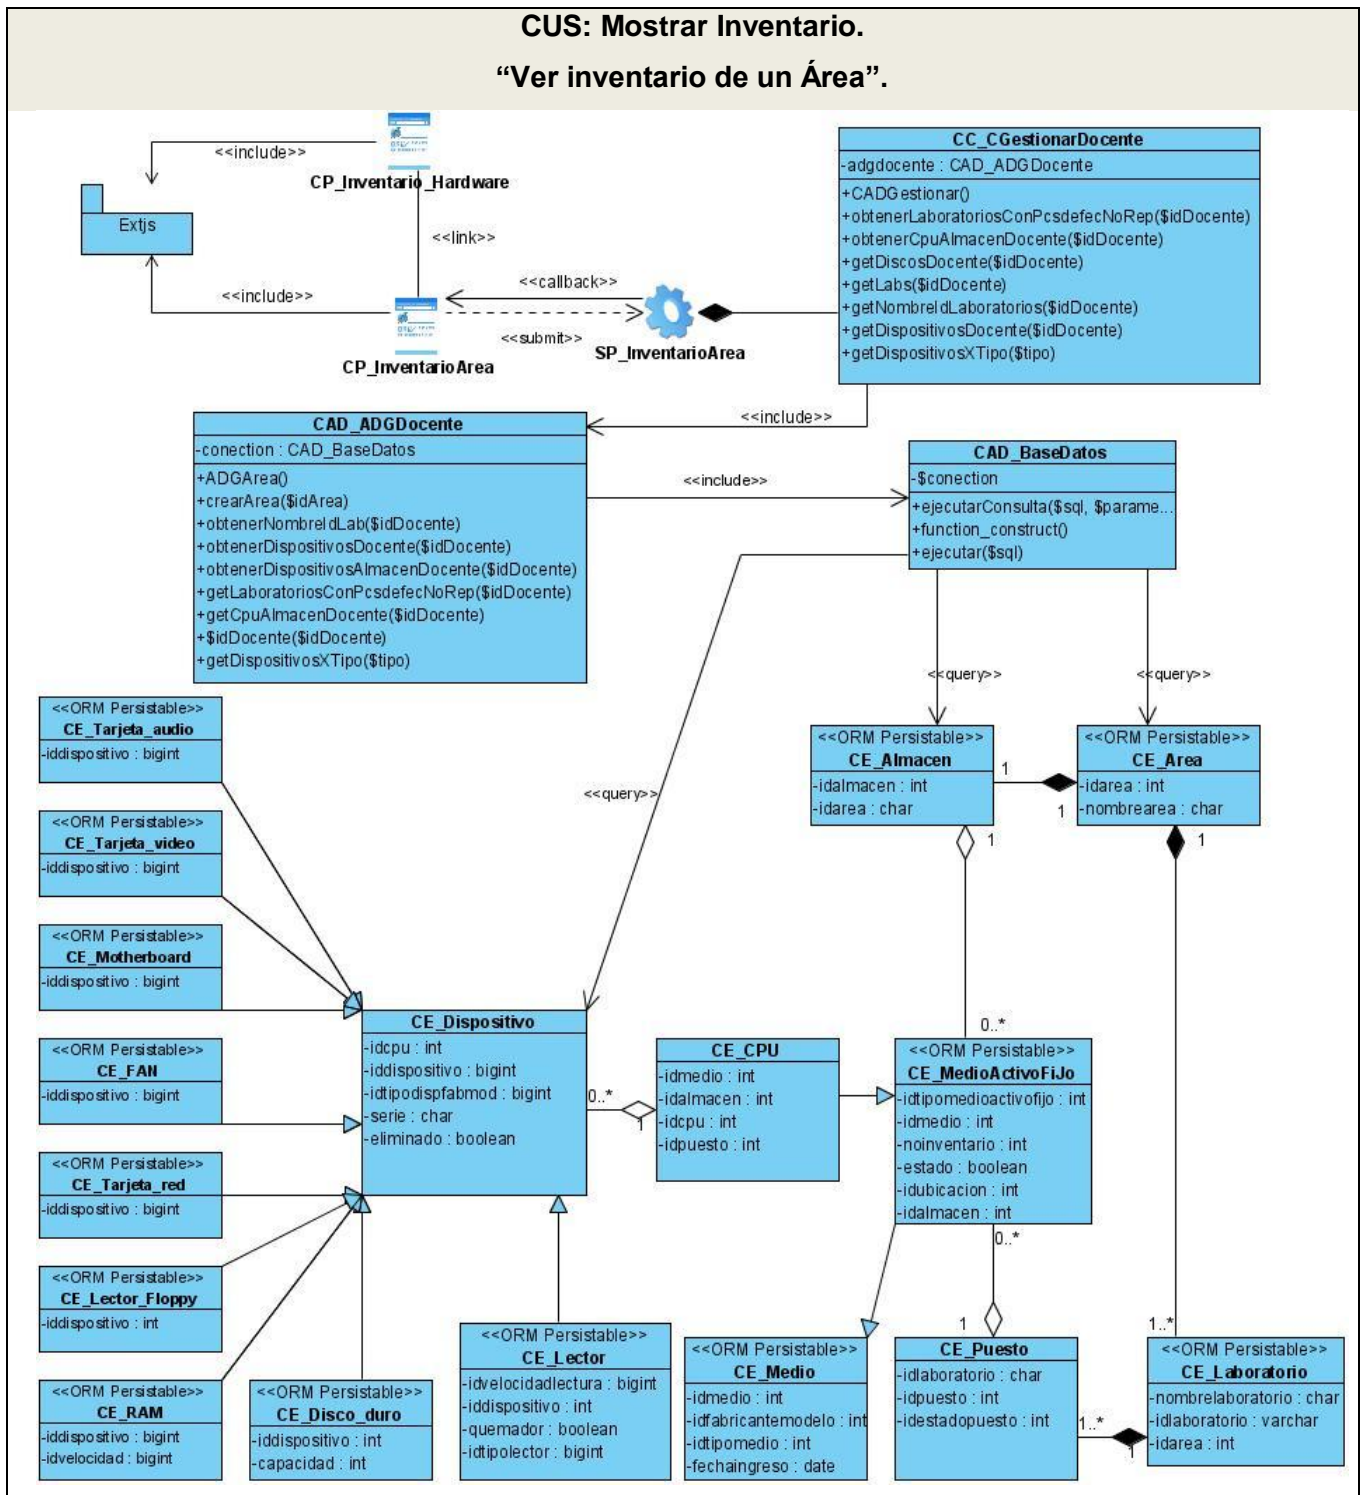 CUS: Mostrar Inventario.
“Ver inventario de un Área”.
<<include>>
CP_Inventario_Hardware
Extjs
<<link>>
<<include>>
<<callback>>
<<submit>>
CP_InventarioArea
SP_InventarioArea
CC_CGestionarDocente
-adgdocente : CAD_ADGDocente
+CADGestionar()
+obtenerLaboratoriosConPcsdefecNoRep($idDocente)
+obtenerCpuAlmacenDocente($idDocente)
+getDiscosDocente($idDocente)
+getLabs($idDocente)
+getNombreIdLaboratorios($idDocente)
+getDispositivosDocente($idDocente)
+getDispositivosXTipo($tipo)
<<include>>
CAD_ADGDocente
-conection : CAD_BaseDatos
+ADGArea()
+crearArea($idArea)
+obtenerNombreIdLab($idDocente)
+obtenerDispositivosDocente($idDocente)
+obtenerDispositivosAlmacenDocente($idDocente)
+getLaboratoriosConPcsdefecNoRep($idDocente)
+getCpuAlmacenDocente($idDocente)
+$idDocente($idDocente)
+getDispositivosXTipo($tipo)
<<include>>
CAD_BaseDatos
-$conection
+ejecutarConsulta($sql, $parame...
+function_construct()
+ejecutar($sql)
<<query>>
<<query>>
<<query>>
<<ORM Persistable>>
CE_Tarjeta_audio
-iddispositivo : bigint
<<ORM Persistable>>
CE_Tarjeta_video
-iddispositivo : bigint
<<ORM Persistable>>
CE_Motherboard
-iddispositivo : bigint
<<ORM Persistable>>
CE_FAN
-iddispositivo : bigint
<<ORM Persistable>>
CE_Tarjeta_red
-iddispositivo : bigint
<<ORM Persistable>>
CE_Lector_Floppy
-iddispositivo : int
<<ORM Persistable>>
CE_RAM
-iddispositivo : bigint
-idvelocidad : bigint
<<ORM Persistable>>
CE_Disco_duro
-iddispositivo : int
-capacidad : int
<<ORM Persistable>>
CE_Lector
-idvelocidadlectura : bigint
-iddispositivo : int
-quemador : boolean
-idtipolector : bigint
CE_Dispositivo
-idcpu : int
-iddispositivo : bigint
-idtipodispfabmod : bigint
-serie : char
-eliminado : boolean
0..*
1
CE_CPU
-idmedio : int
-idalmacen : int
-idcpu : int
-idpuesto : int
<<ORM Persistable>>
CE_Almacen
-idalmacen : int
-idarea : char
1
1
<<ORM Persistable>>
CE_Area
-idarea : int
-nombrearea : char
1
1
0..*
<<ORM Persistable>>
CE_MedioActivoFiJo
-idtipomedioactivofijo : int
-idmedio : int
-noinventario : int
-estado : boolean
-idubicacion : int
-idalmacen : int
0..*
1
<<ORM Persistable>>
CE_Medio
-idmedio : int
-idfabricantemodelo : int
-idtipomedio : int
-fechaingreso : date
CE_Puesto
-idlaboratorio : char
-idpuesto : int
-idestadopuesto : int
1..*
1
1..*
<<ORM Persistable>>
CE_Laboratorio
-nombrelaboratorio : char
-idlaboratorio : varchar
-idarea : int